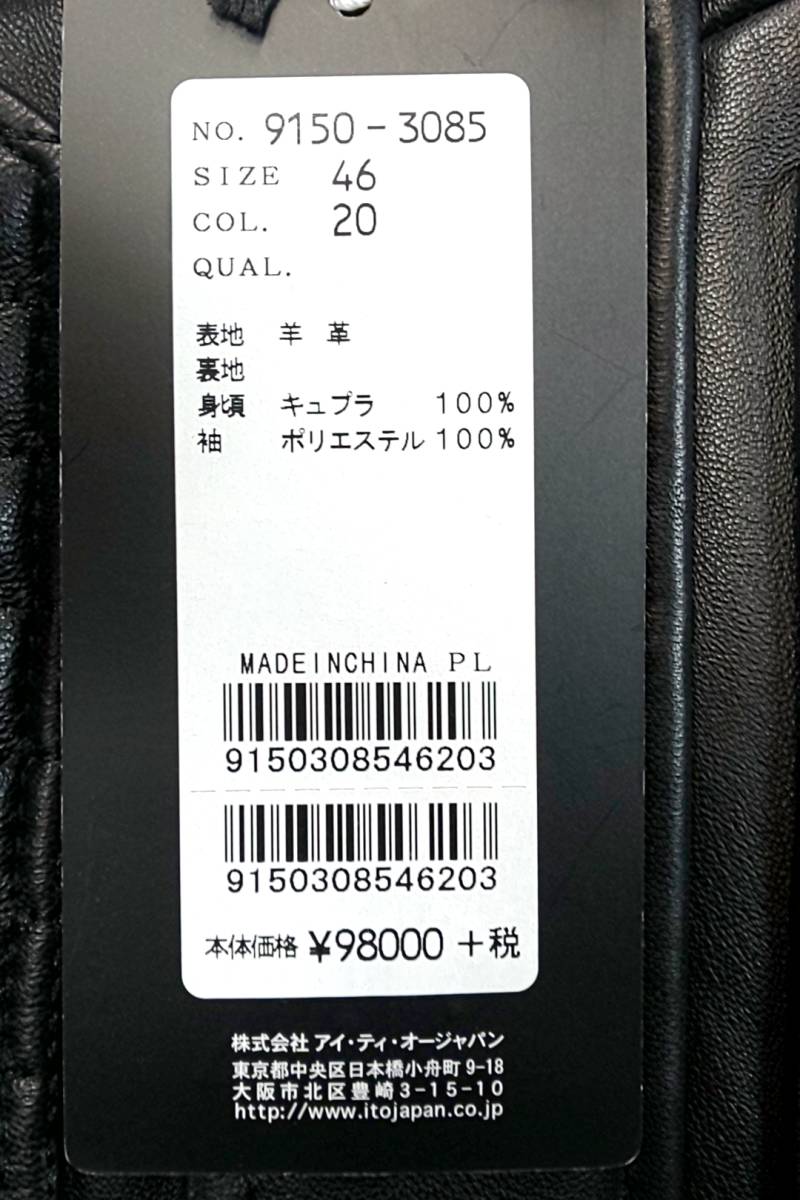 NO. 9150-3085
SIZE 46
COL. 20
QUAL.
表地 羊 革
裏地
身頃 キュプラ 100%
袖 ポリエステル 100%
MADEINCHINA PL
9150308546203
9150308546203
本体価格 ¥98000 +税
株式会社 アイ・ティ・オージャパン
東京都中央区日本橋小舟町 9-18
大阪市北区豊崎3-15-10
http://www.itojapan.co.jp